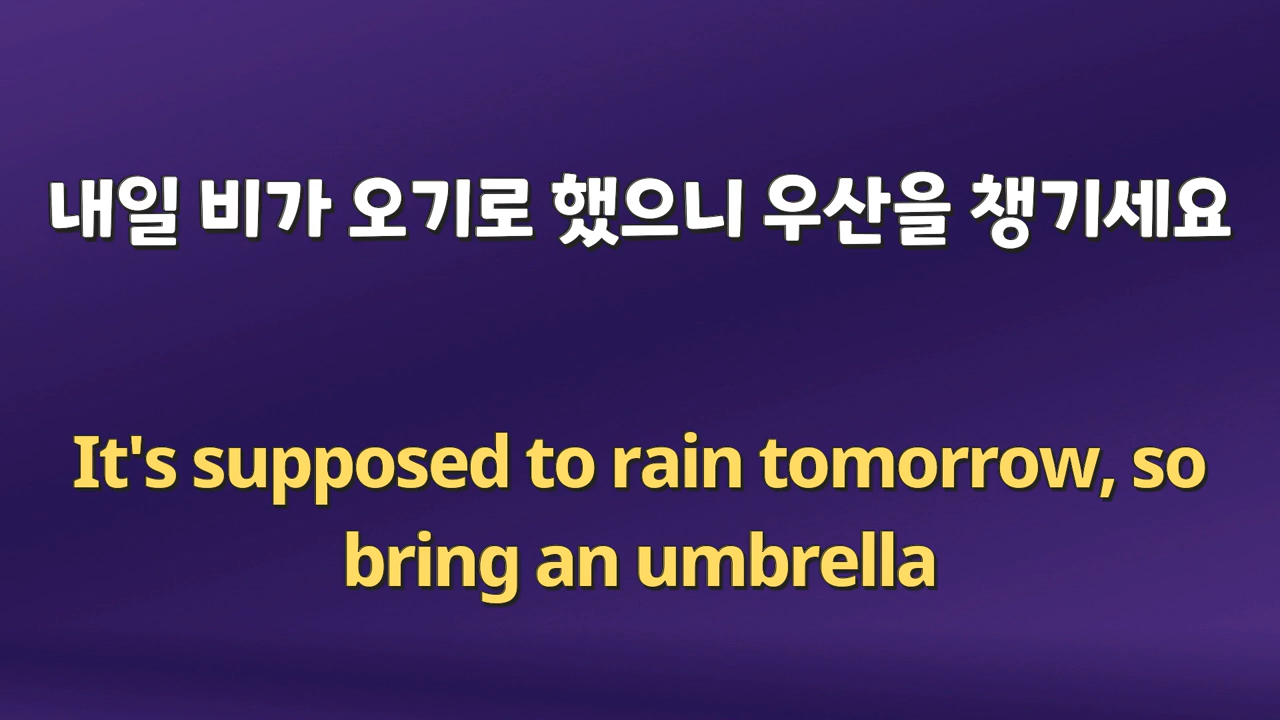 내일 비가 오기로 했으니 우산을 챙기세요
It's supposed to rain tomorrow, so
bring an umbrella